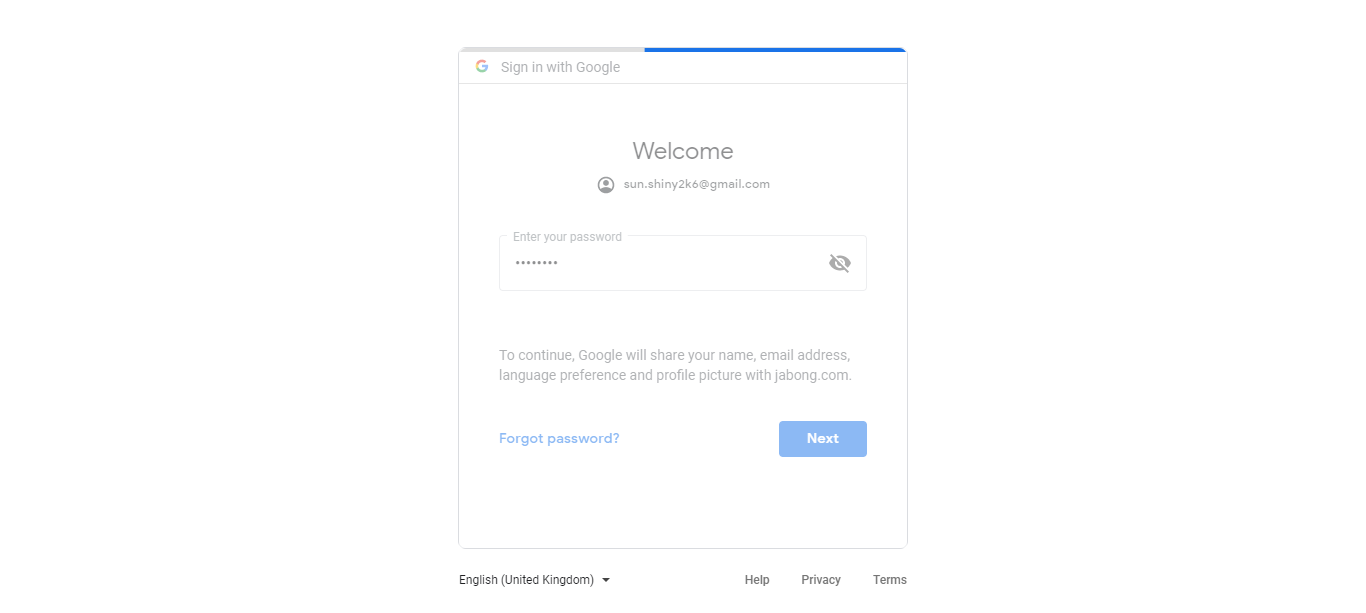 Sign in with Google
Welcome
sun.shiny2k6@gmail.com
Enter your password
••••••••
To continue, Google will share your name, email address,
language preference and profile picture with jabong.com.
Forgot password?
Next
English (United Kingdom)
Help Privacy Terms